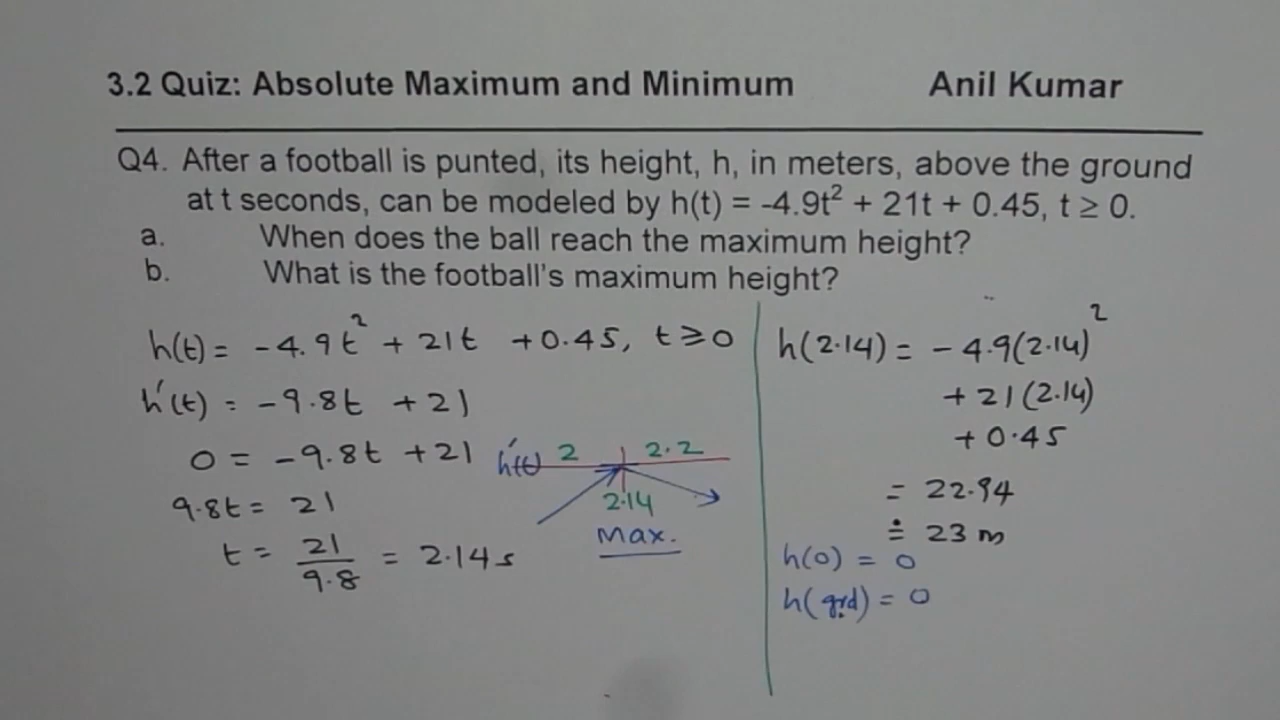 3.2 Quiz: Absolute Maximum and Minimum Anil Kumar
Q4. After a football is punted, its height, h, in meters, above the ground
at t seconds, can be modeled by h(t) = -4.9t² + 21t + 0.45, t ≥ 0.
a. When does the ball reach the maximum height?
b. What is the football's maximum height?
h(t) = -4.9t² + 21t + 0.45, t ≥ 0
h'(t) = -9.8t + 21
0 = -9.8t + 21
9.8t = 21
t = 21/9.8 = 2.14 s
h'(t) 2 2.2
2.14
Max.
h(2.14) = -4.9(2.14)²
+ 21(2.14)
+ 0.45
= 22.94
≐ 23 m
h(0) = 0
h(grd) = 0